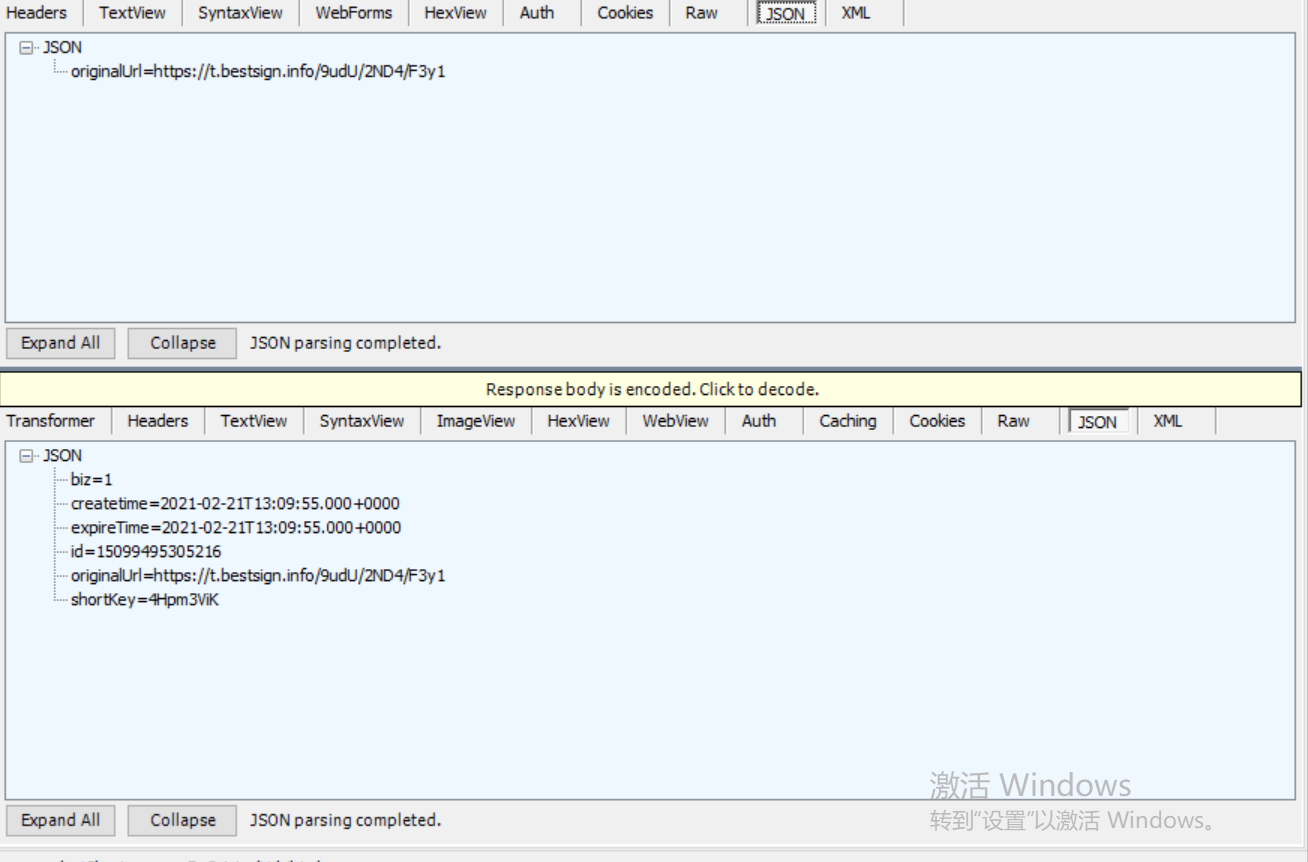 Headers TextView SyntaxView WebForms HexView Auth Cookies Raw JSON XML
JSON
originalUrl=https://t.bestsign.info/9udU/2ND4/F3y1
Expand All Collapse JSON parsing completed.
Response body is encoded. Click to decode.
Transformer Headers TextView SyntaxView ImageView HexView WebView Auth Caching Cookies Raw JSON XML
JSON
biz=1
createtime=2021-02-21T13:09:55.000+0000
expireTime=2021-02-21T13:09:55.000+0000
id=15099495305216
originalUrl=https://t.bestsign.info/9udU/2ND4/F3y1
shortKey=4Hpm3ViK
激活 Windows
转到“设置”以激活 Windows。
Expand All Collapse JSON parsing completed.